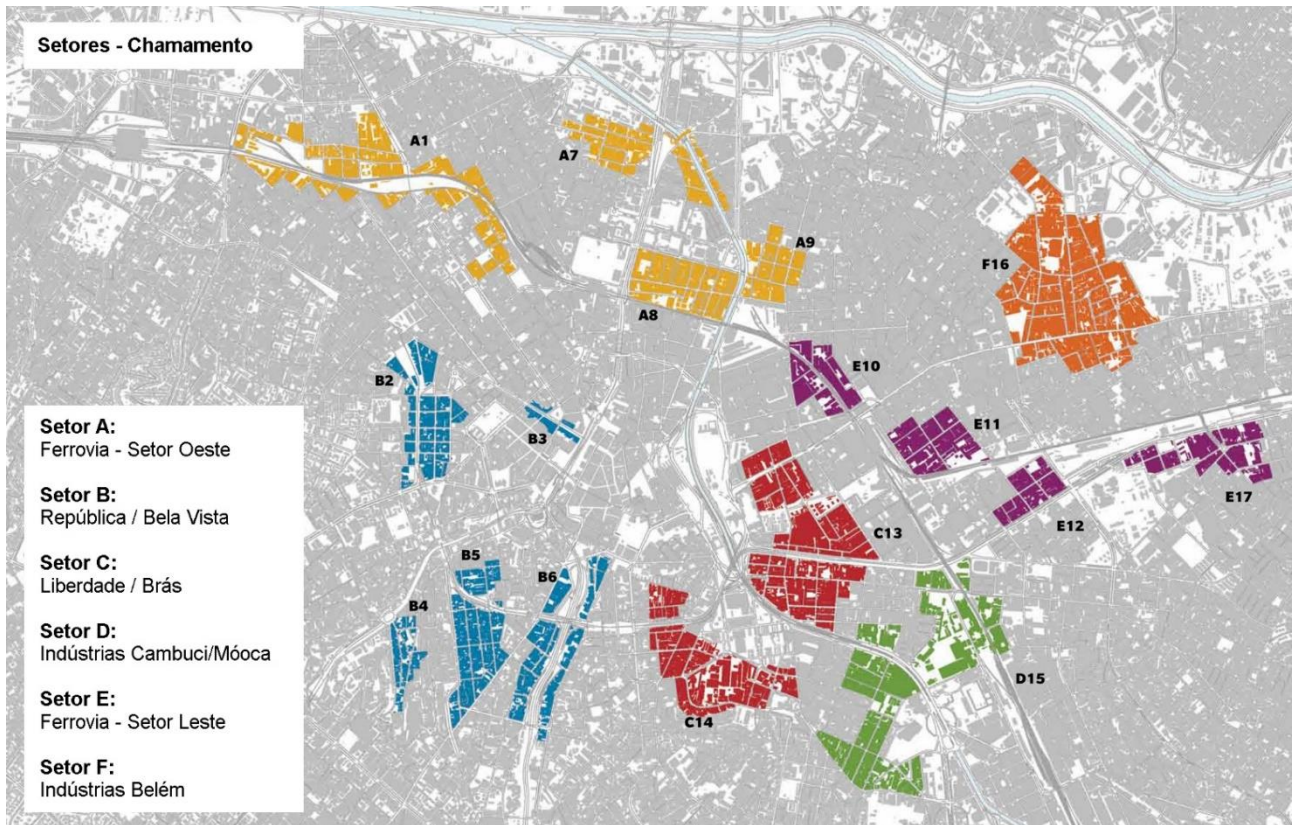 Setores - Chamamento
A1
A7
A9
F16
A8
B2
E10
B3
E11
E17
E12
C13
B5
B6
B4
D15
C14
Setor A:
Ferrovia - Setor Oeste
Setor B:
República / Bela Vista
Setor C:
Liberdade / Brás
Setor D:
Indústrias Cambuci/Móoca
Setor E:
Ferrovia - Setor Leste
Setor F:
Indústrias Belém